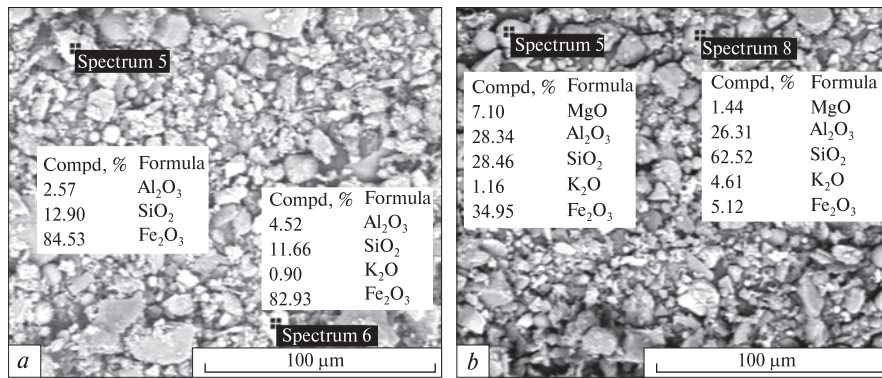 Spectrum 5
Compd, % Formula
2.57 Al₂O₃
12.90 SiO₂
84.53 Fe₂O₃
Compd, % Formula
4.52 Al₂O₃
11.66 SiO₂
0.90 K₂O
82.93 Fe₂O₃
Spectrum 6
a
100 μm
Spectrum 5
Compd, % Formula
7.10 MgO
28.34 Al₂O₃
28.46 SiO₂
1.16 K₂O
34.95 Fe₂O₃
Spectrum 8
Compd, % Formula
1.44 MgO
26.31 Al₂O₃
62.52 SiO₂
4.61 K₂O
5.12 Fe₂O₃
b
100 μm